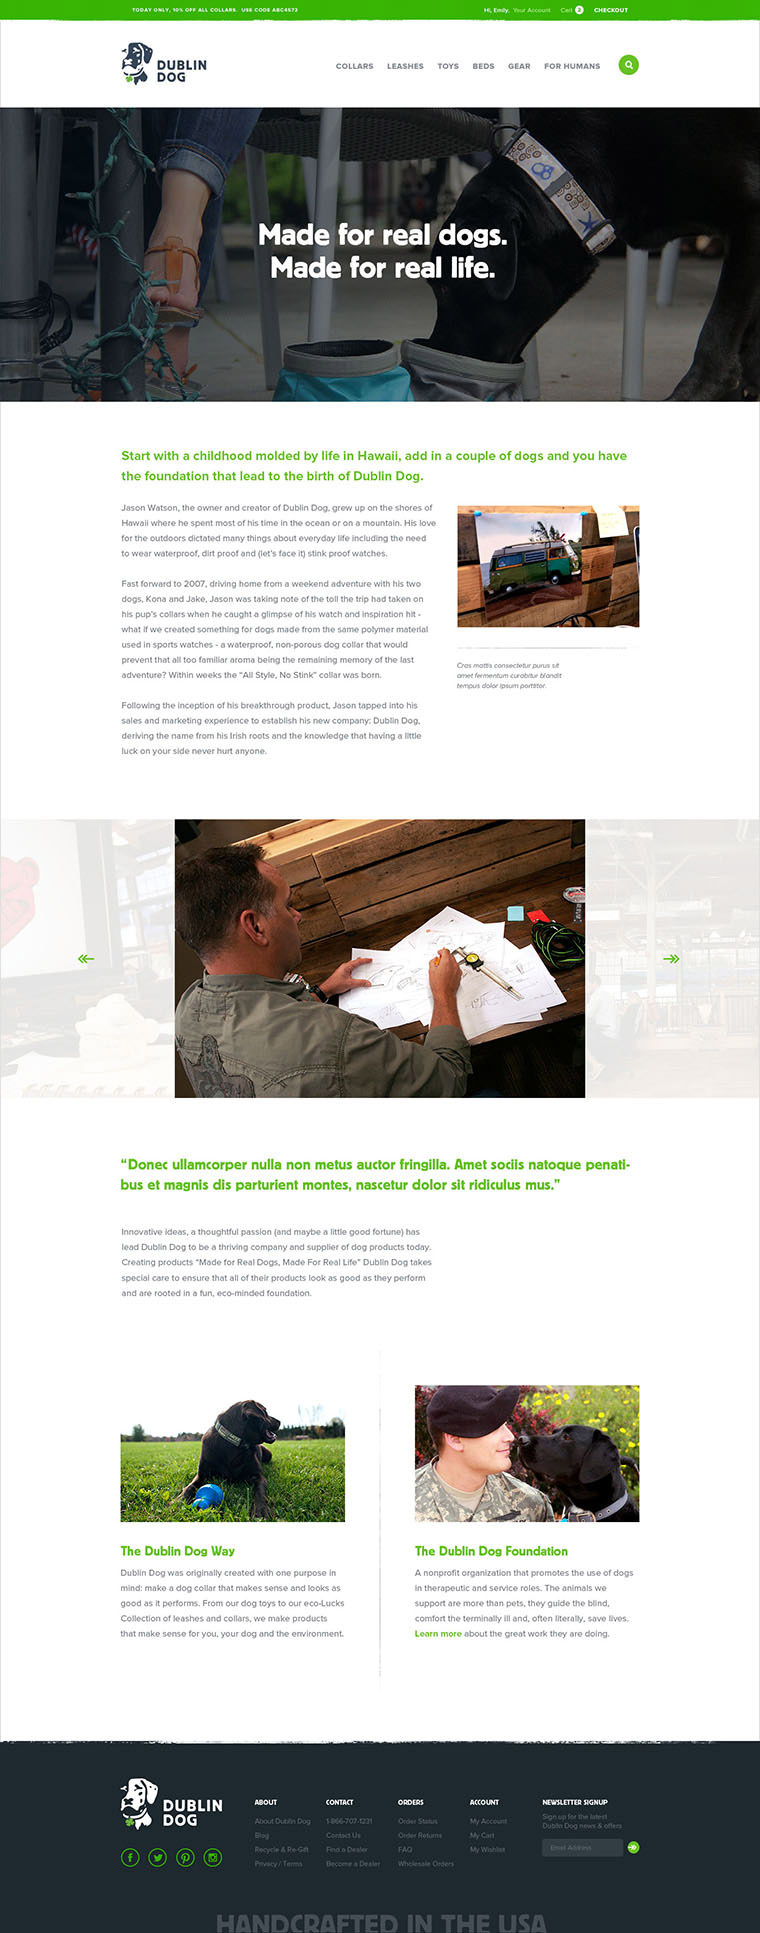 TODAY ONLY, 10% OFF ALL COLLARS. USE CODE ABC4573
Hi, Emily. Your Account Cart 2 CHECKOUT
DUBLIN
DOG
COLLARS LEASHES TOYS BEDS GEAR FOR HUMANS
Made for real dogs.
Made for real life.
Start with a childhood molded by life in Hawaii, add in a couple of dogs and you have
the foundation that lead to the birth of Dublin Dog.
Jason Watson, the owner and creator of Dublin Dog, grew up on the shores of
Hawaii where he spent most of his time in the ocean or on a mountain. His love
for the outdoors dictated many things about everyday life including the need
to wear waterproof, dirt proof and (let's face it) stink proof watches.
Fast forward to 2007, driving home from a weekend adventure with his two
dogs, Kona and Jake, Jason was taking note of the toll the trip had taken on
his pup's collars when he caught a glimpse of his watch and inspiration hit -
what if we created something for dogs made from the same polymer material
used in sports watches - a waterproof, non-porous dog collar that would
prevent that all too familiar aroma being the remaining memory of the last
adventure? Within weeks the “All Style, No Stink” collar was born.
Following the inception of his breakthrough product, Jason tapped into his
sales and marketing experience to establish his new company: Dublin Dog,
deriving the name from his Irish roots and the knowledge that having a little
luck on your side never hurt anyone.
Cras mattis consectetur purus sit
amet fermentum curabitur blandit
tempus dolor ipsum porttitor.
“Donec ullamcorper nulla non metus auctor fringilla. Amet sociis natoque penati-
bus et magnis dis parturient montes, nascetur dolor sit ridiculus mus.”
Innovative ideas, a thoughtful passion (and maybe a little good fortune) has
lead Dublin Dog to be a thriving company and supplier of dog products today.
Creating products “Made for Real Dogs, Made For Real Life” Dublin Dog takes
special care to ensure that all of their products look as good as they perform
and are rooted in a fun, eco-minded foundation.
The Dublin Dog Way
Dublin Dog was originally created with one purpose in
mind: make a dog collar that makes sense and looks as
good as it performs. From our dog toys to our eco-Lucks
Collection of leashes and collars, we make products
that make sense for you, your dog and the environment.
The Dublin Dog Foundation
A nonprofit organization that promotes the use of dogs
in therapeutic and service roles. The animals we
support are more than pets, they guide the blind,
comfort the terminally ill and, often literally, save lives.
Learn more about the great work they are doing.
DUBLIN
DOG
ABOUT
About Dublin Dog
Blog
Recycle & Re-Gift
Privacy / Terms
CONTACT
1-866-707-1231
Contact Us
Find a Dealer
Become a Dealer
ORDERS
Order Status
Order Returns
FAQ
Wholesale Orders
ACCOUNT
My Account
My Cart
My Wishlist
NEWSLETTER SIGNUP
Sign up for the latest
Dublin Dog news & offers
Email Address
HANDCRAFTED IN THE USA